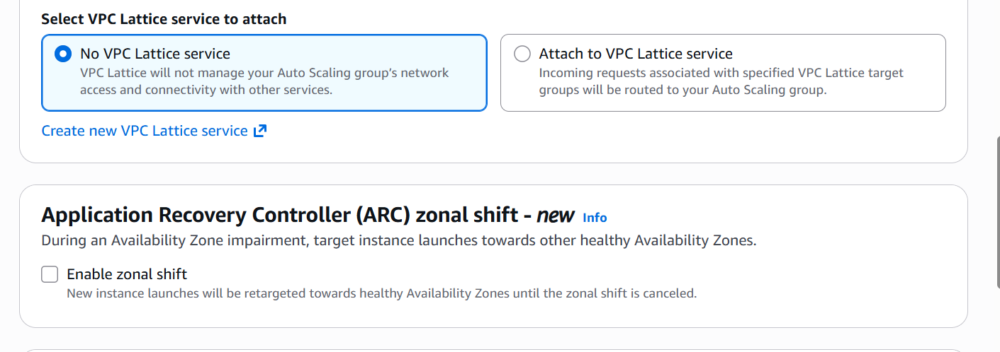 Select VPC Lattice service to attach
No VPC Lattice service
VPC Lattice will not manage your Auto Scaling group’s network
access and connectivity with other services.
Attach to VPC Lattice service
Incoming requests associated with specified VPC Lattice target
groups will be routed to your Auto Scaling group.
Create new VPC Lattice service
Application Recovery Controller (ARC) zonal shift - new Info
During an Availability Zone impairment, target instance launches towards other healthy Availability Zones.
Enable zonal shift
New instance launches will be retargeted towards healthy Availability Zones until the zonal shift is canceled.